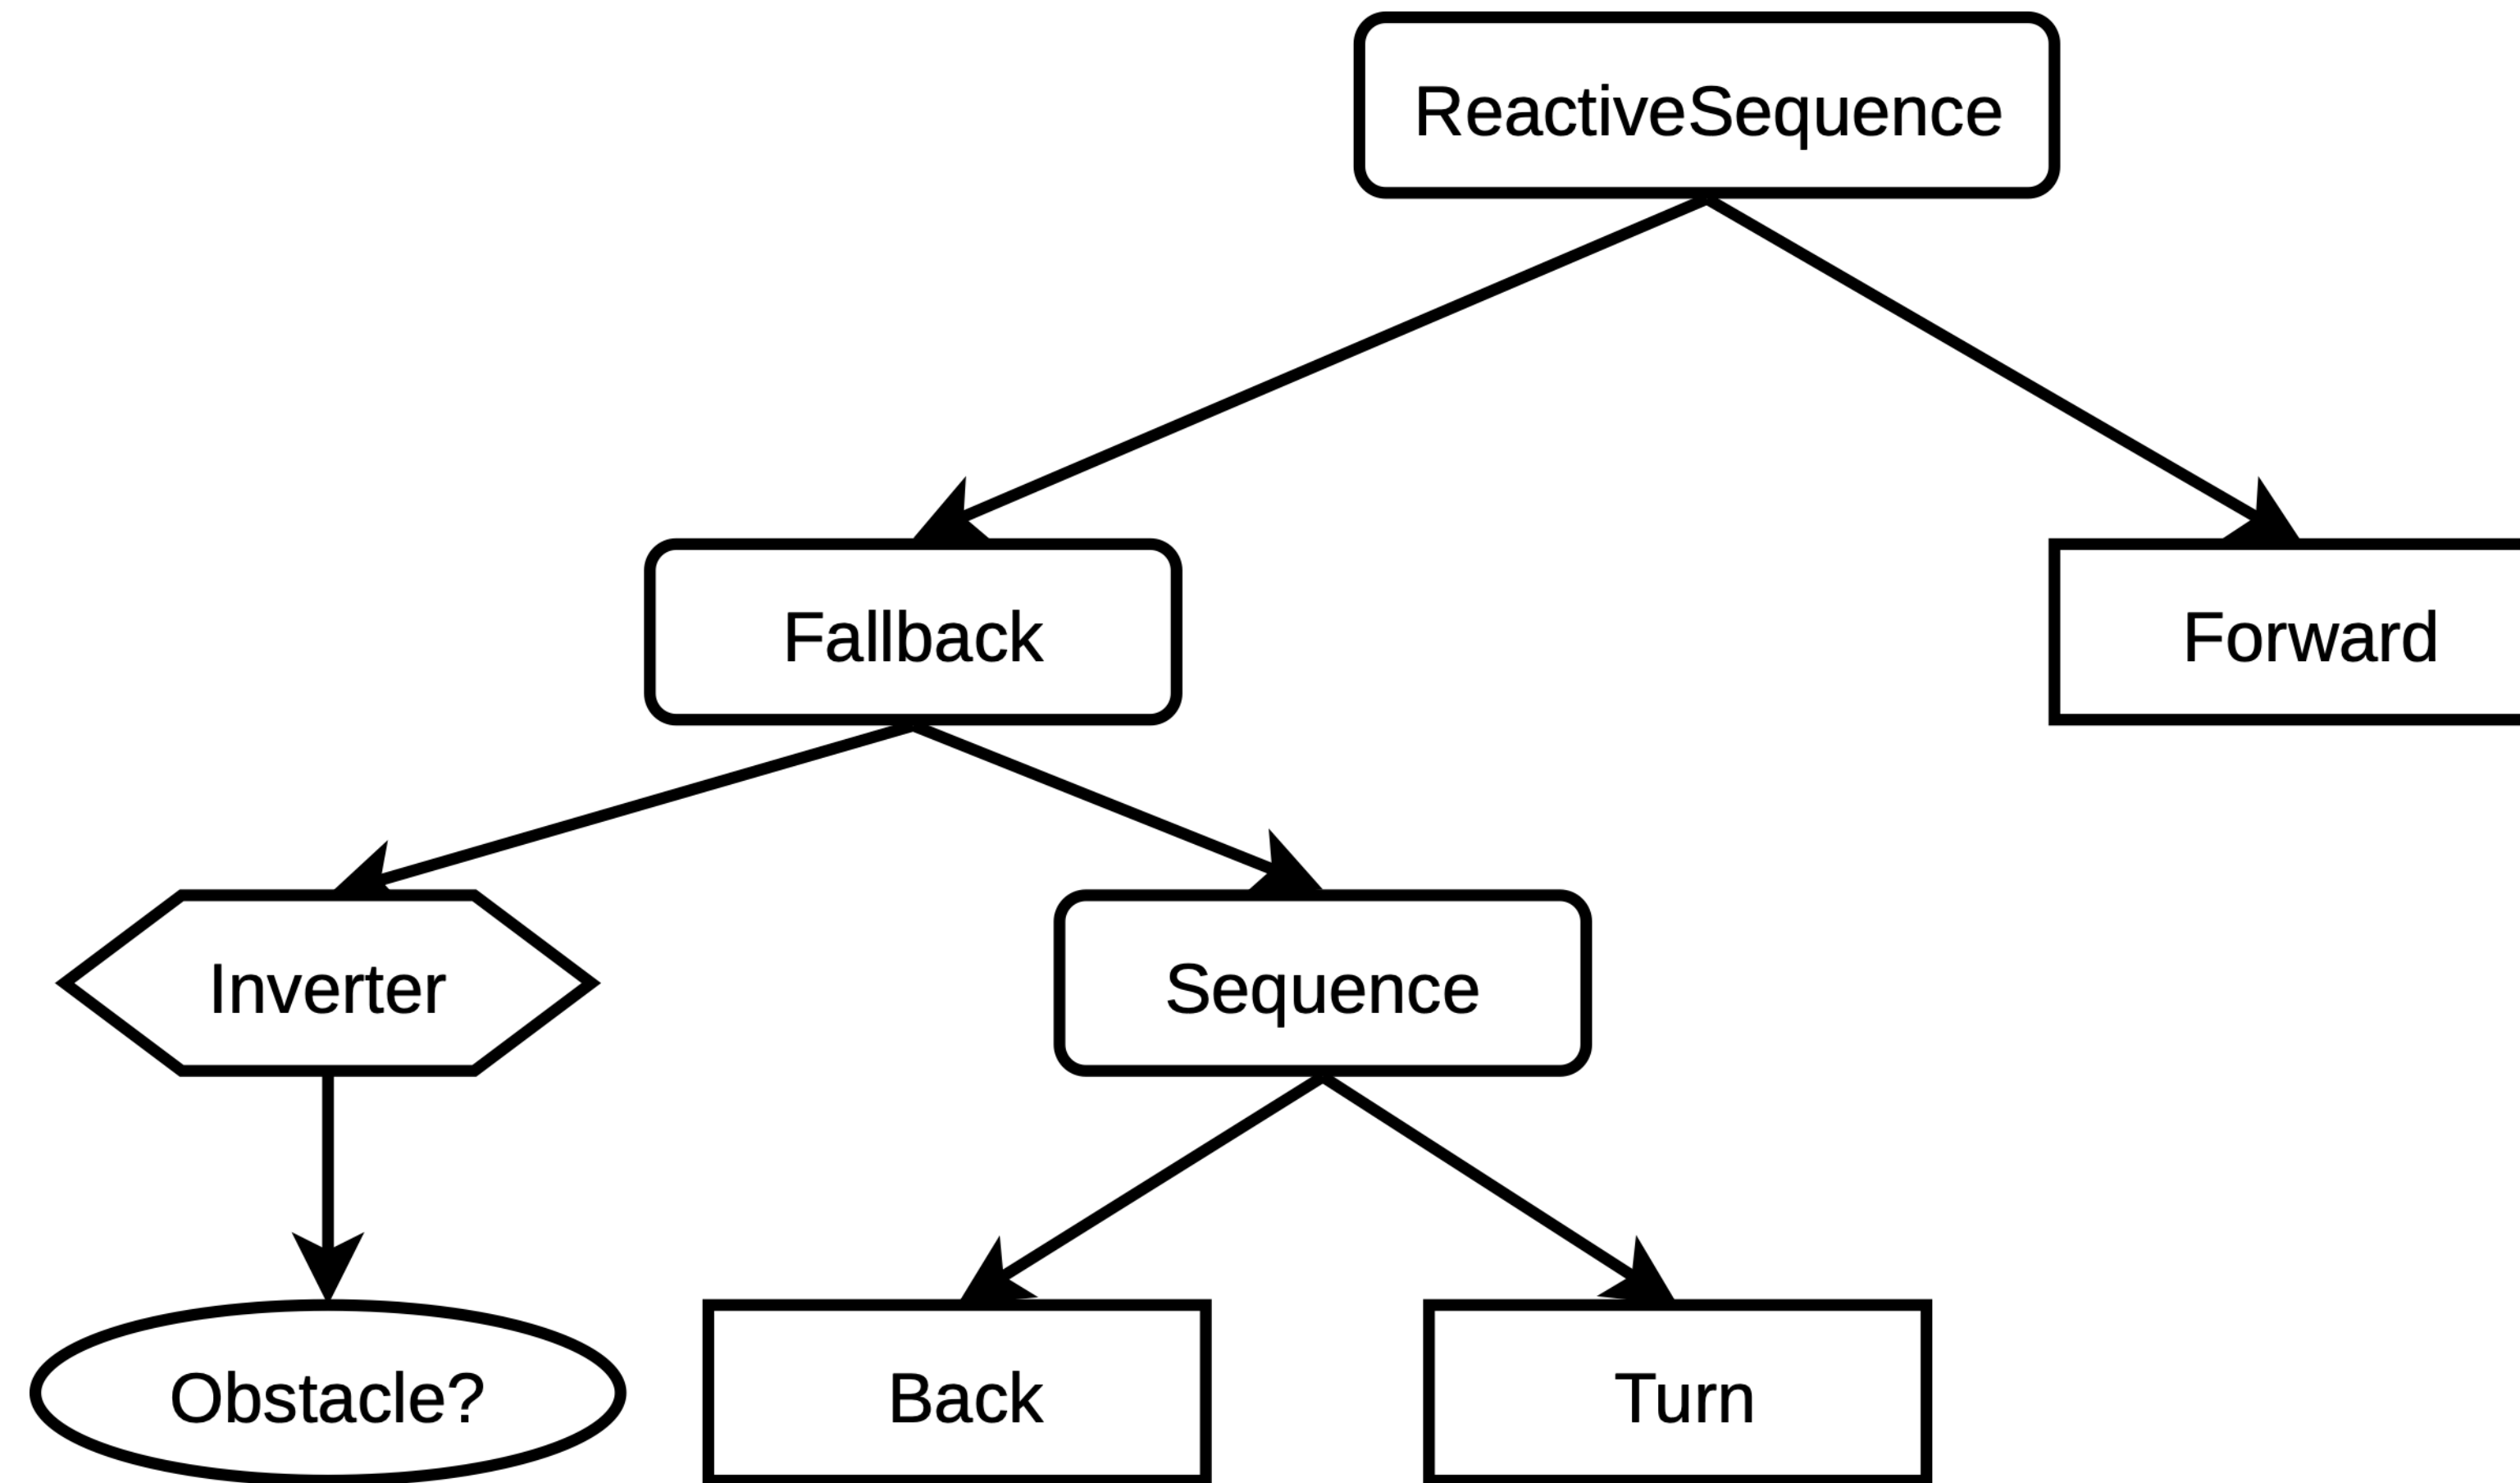 ReactiveSequence
Fallback
Forward
Inverter
Sequence
Obstacle?
Back
Turn